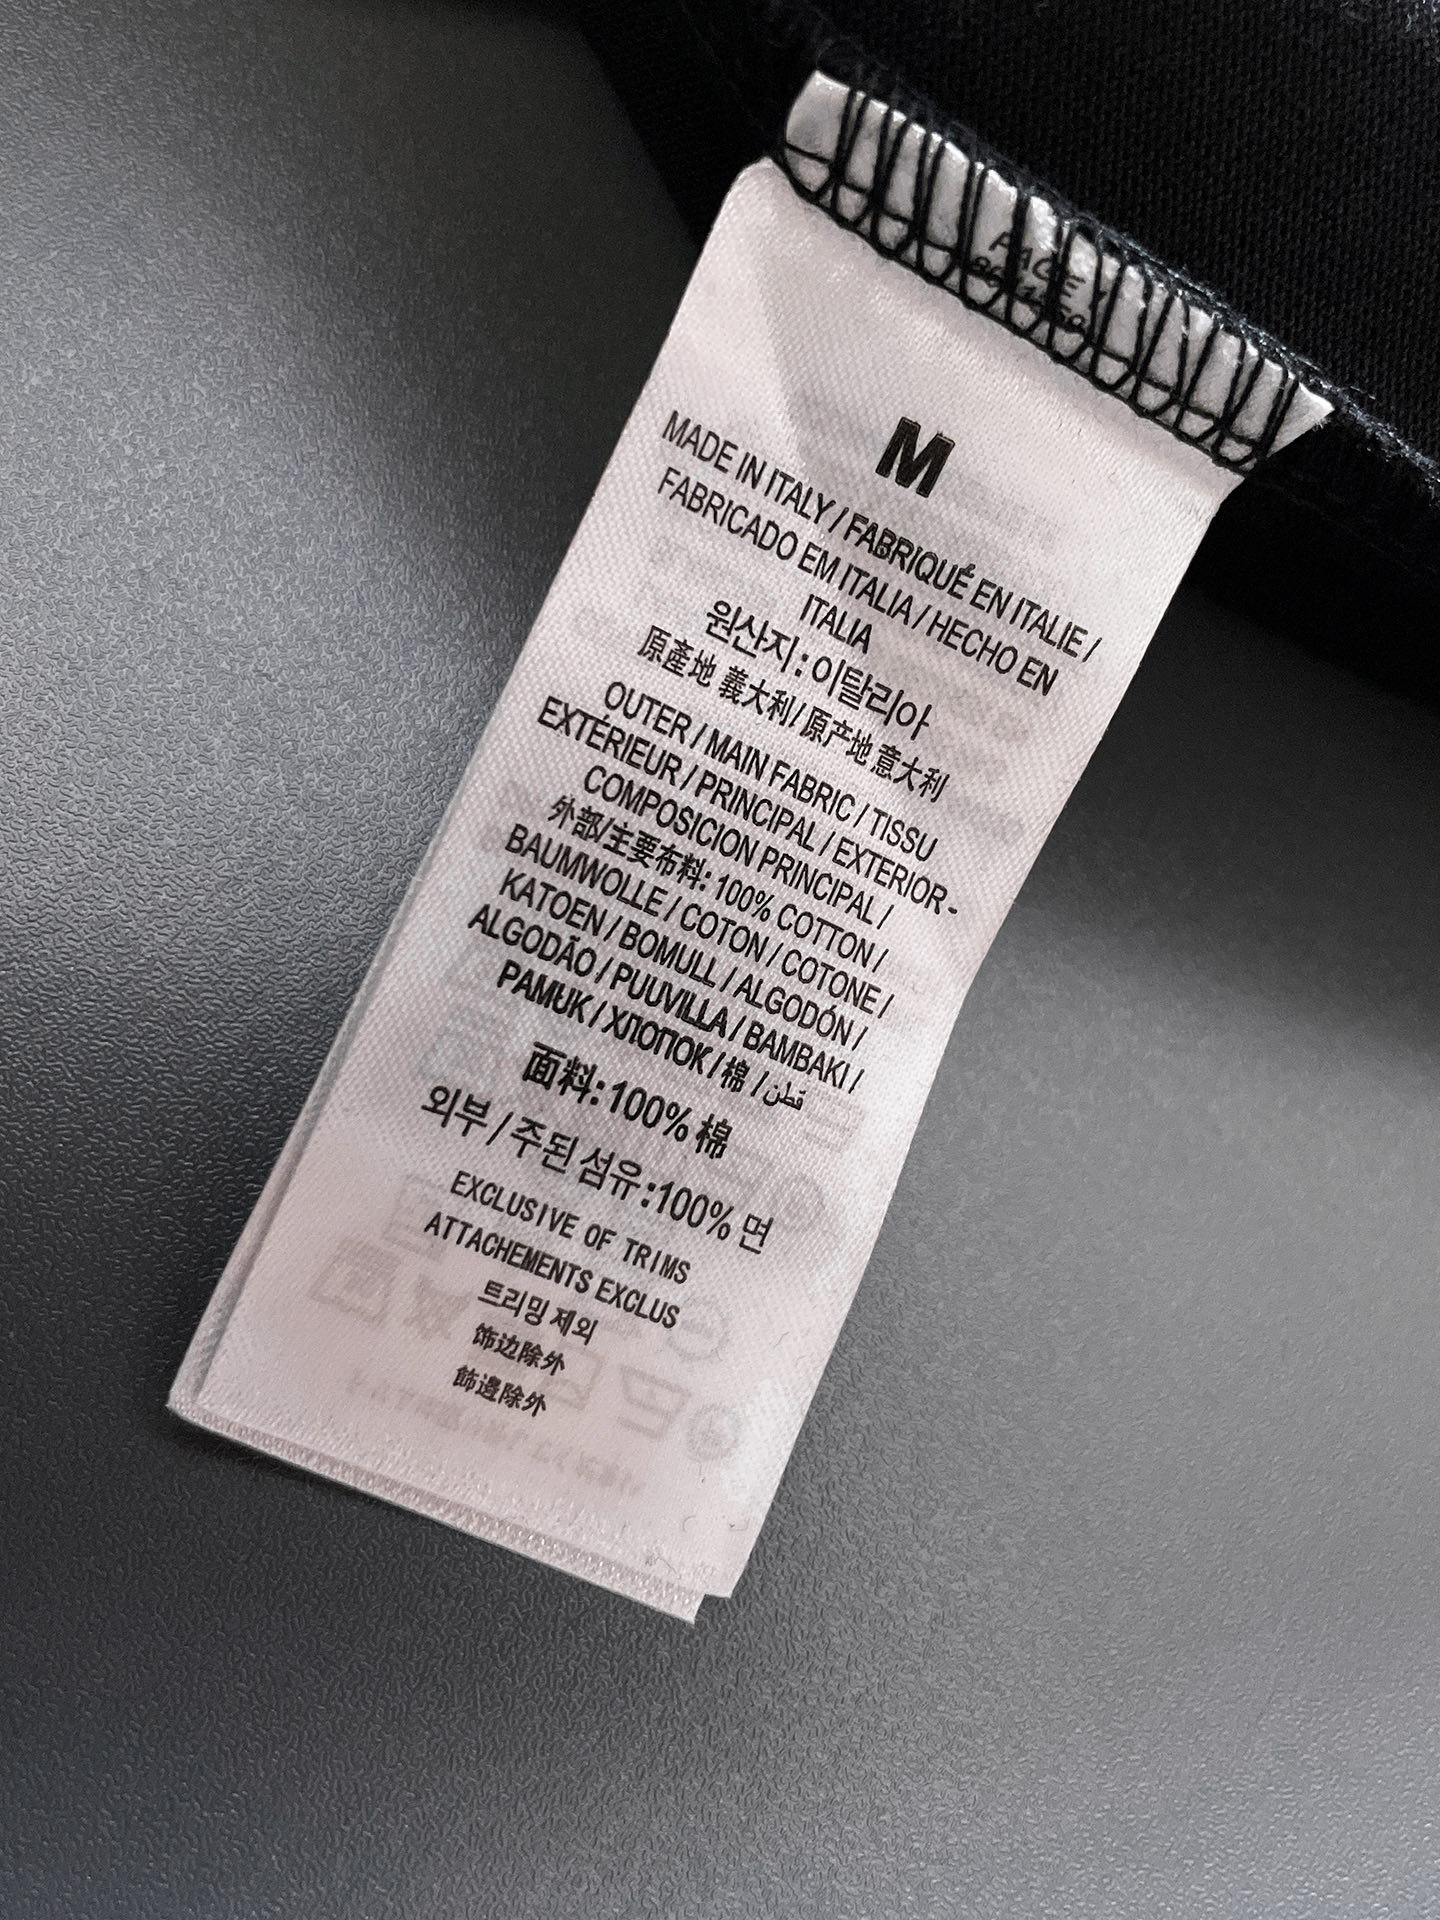 M
MADE IN ITALY / FABRIQUÉ EN ITALIE /
FABRICADO EM ITALIA / HECHO EN
ITALIA
원산지 : 이탈리아
原產地 義大利 / 原产地 意大利
OUTER / MAIN FABRIC / TISSU
EXTÉRIEUR / PRINCIPAL / EXTERIOR -
COMPOSICION PRINCIPAL /
外部/主要布料: 100% COTTON /
BAUMWOLLE / COTON / COTONE /
KATOEN / BOMULL / ALGODÓN /
ALGODÃO / PUUVILLA / BAMBAKI /
PAMUK / ХЛОПОК / 棉 / قطن
面料: 100% 棉
외부 / 주된 섬유 : 100% 면
EXCLUSIVE OF TRIMS
ATTACHEMENTS EXCLUS
트리밍 제외
饰边除外
飾邊除外